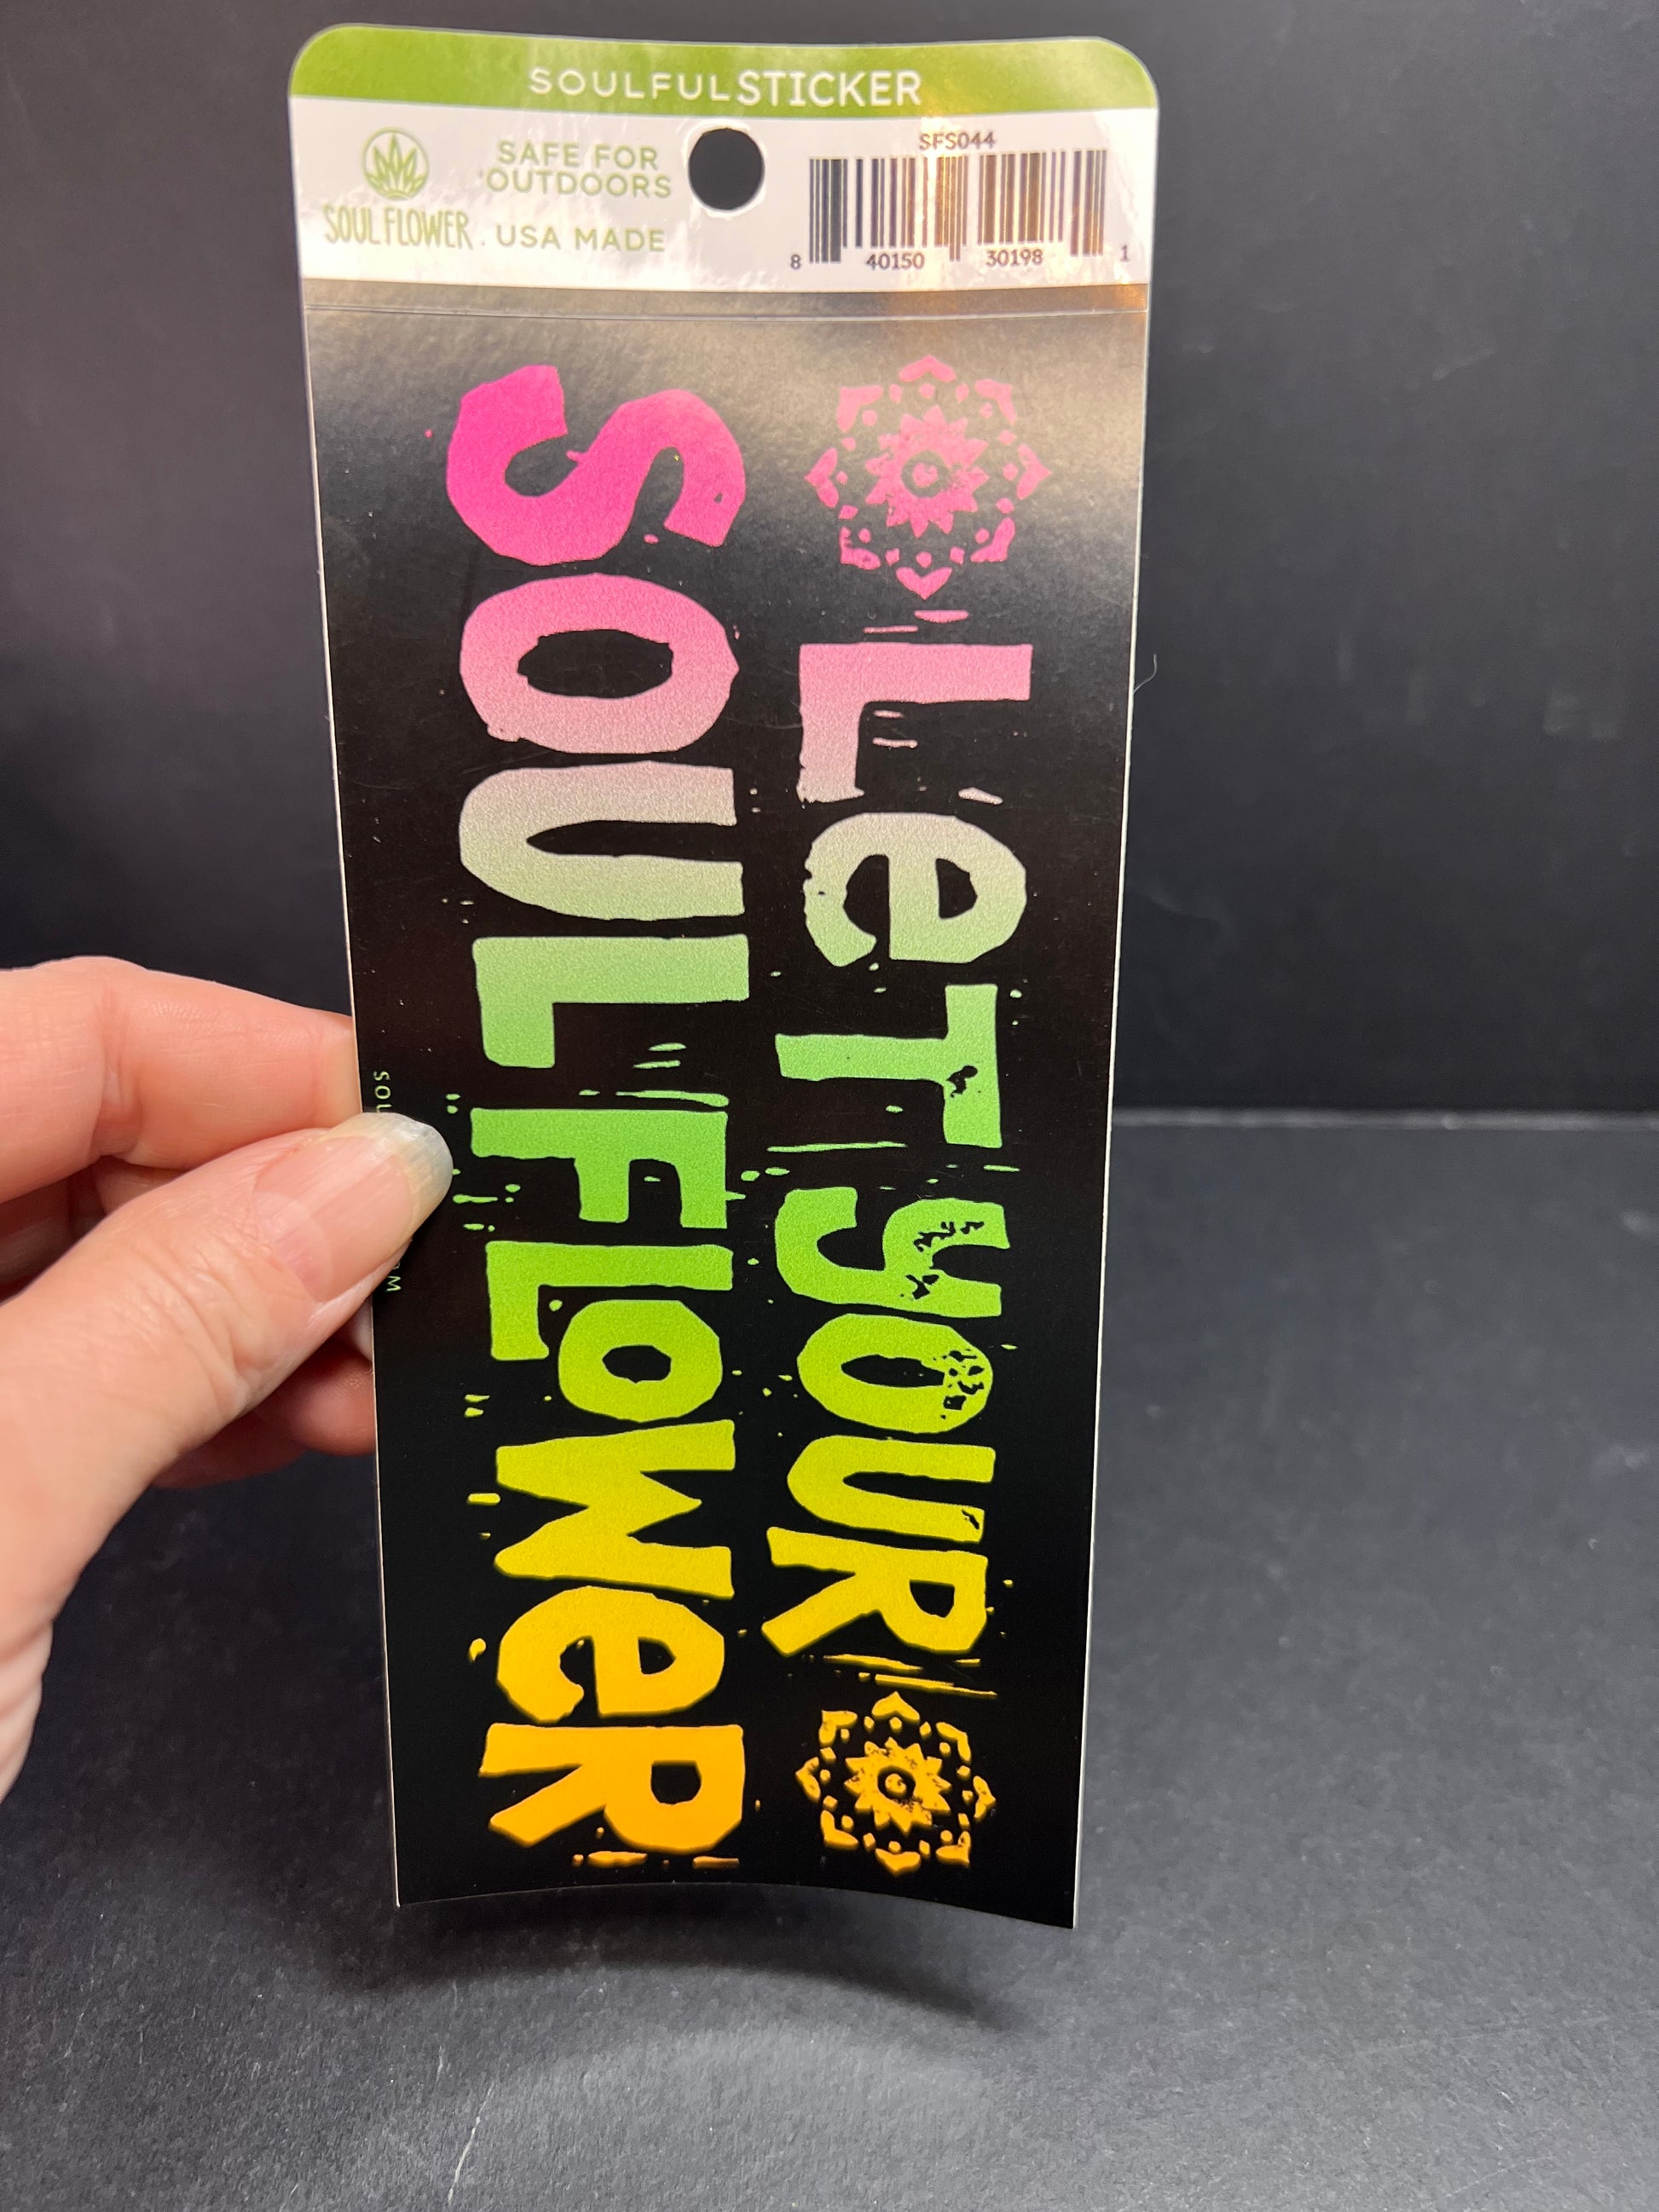 SOULFULSTICKER
SAFE FOR
OUTDOORS
USA MADE
SOUL FLOWER
SFS044
8 40150 30198 1
LeT yOUR
SOUL FLoWeR